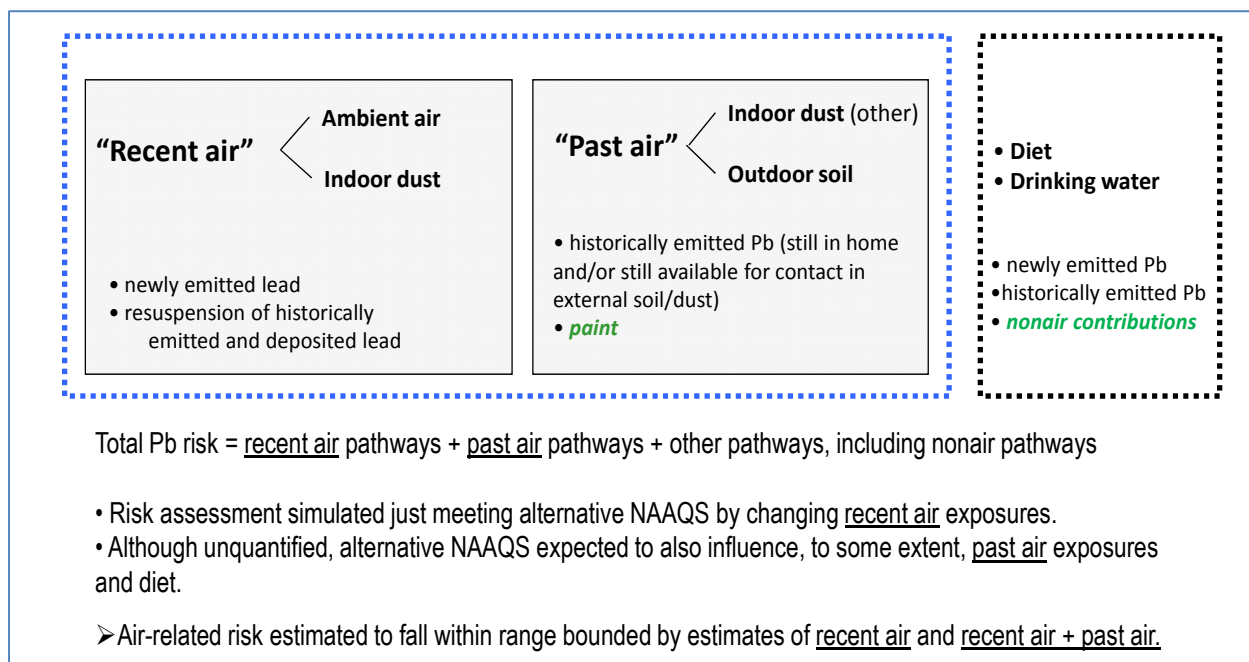 “Recent air”
Ambient air
Indoor dust
• newly emitted lead
• resuspension of historically
emitted and deposited lead
“Past air”
Indoor dust (other)
Outdoor soil
• historically emitted Pb (still in home
and/or still available for contact in
external soil/dust)
• paint
• Diet
• Drinking water
• newly emitted Pb
•historically emitted Pb
• nonair contributions
Total Pb risk = recent air pathways + past air pathways + other pathways, including nonair pathways
• Risk assessment simulated just meeting alternative NAAQS by changing recent air exposures.
• Although unquantified, alternative NAAQS expected to also influence, to some extent, past air exposures
and diet.
➢Air-related risk estimated to fall within range bounded by estimates of recent air and recent air + past air.